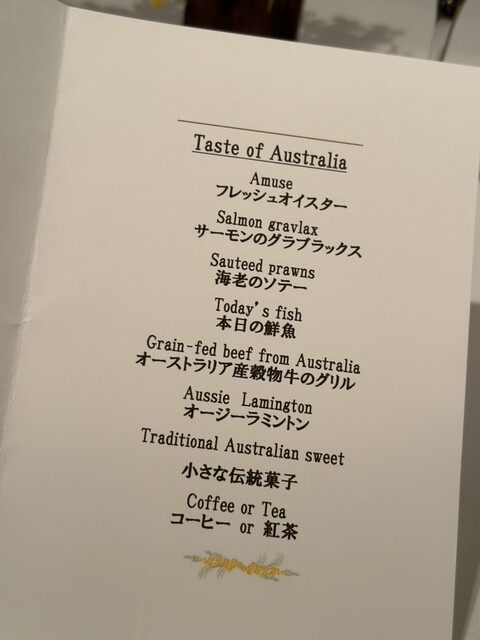 Taste of Australia
Amuse
フレッシュオイスター
Salmon gravlax
サーモンのグラブラックス
Sauteed prawns
海老のソテー
Today's fish
本日の鮮魚
Grain-fed beef from Australia
オーストラリア産穀物牛のグリル
Aussie Lamington
オージーラミントン
Traditional Australian sweet
小さな伝統菓子
Coffee or Tea
コーヒー or 紅茶